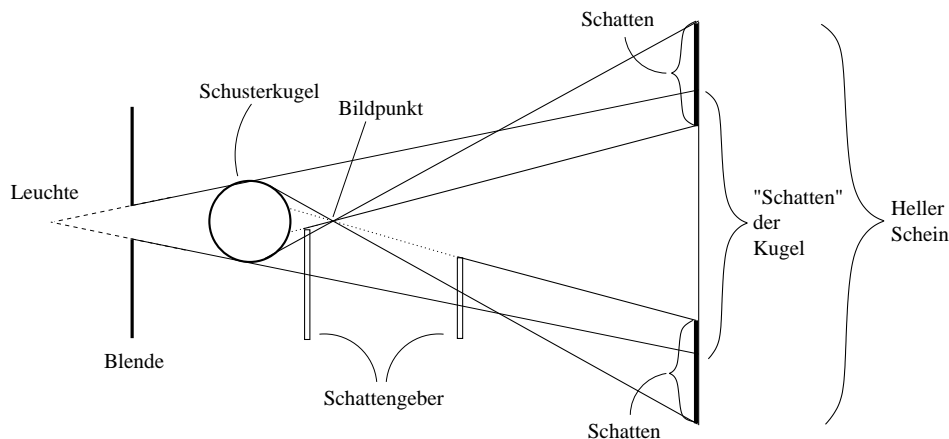 Schatten
Schusterkugel
Bildpunkt
Leuchte
"Schatten"
der
Kugel
Heller
Schein
Blende
Schattengeber
Schatten